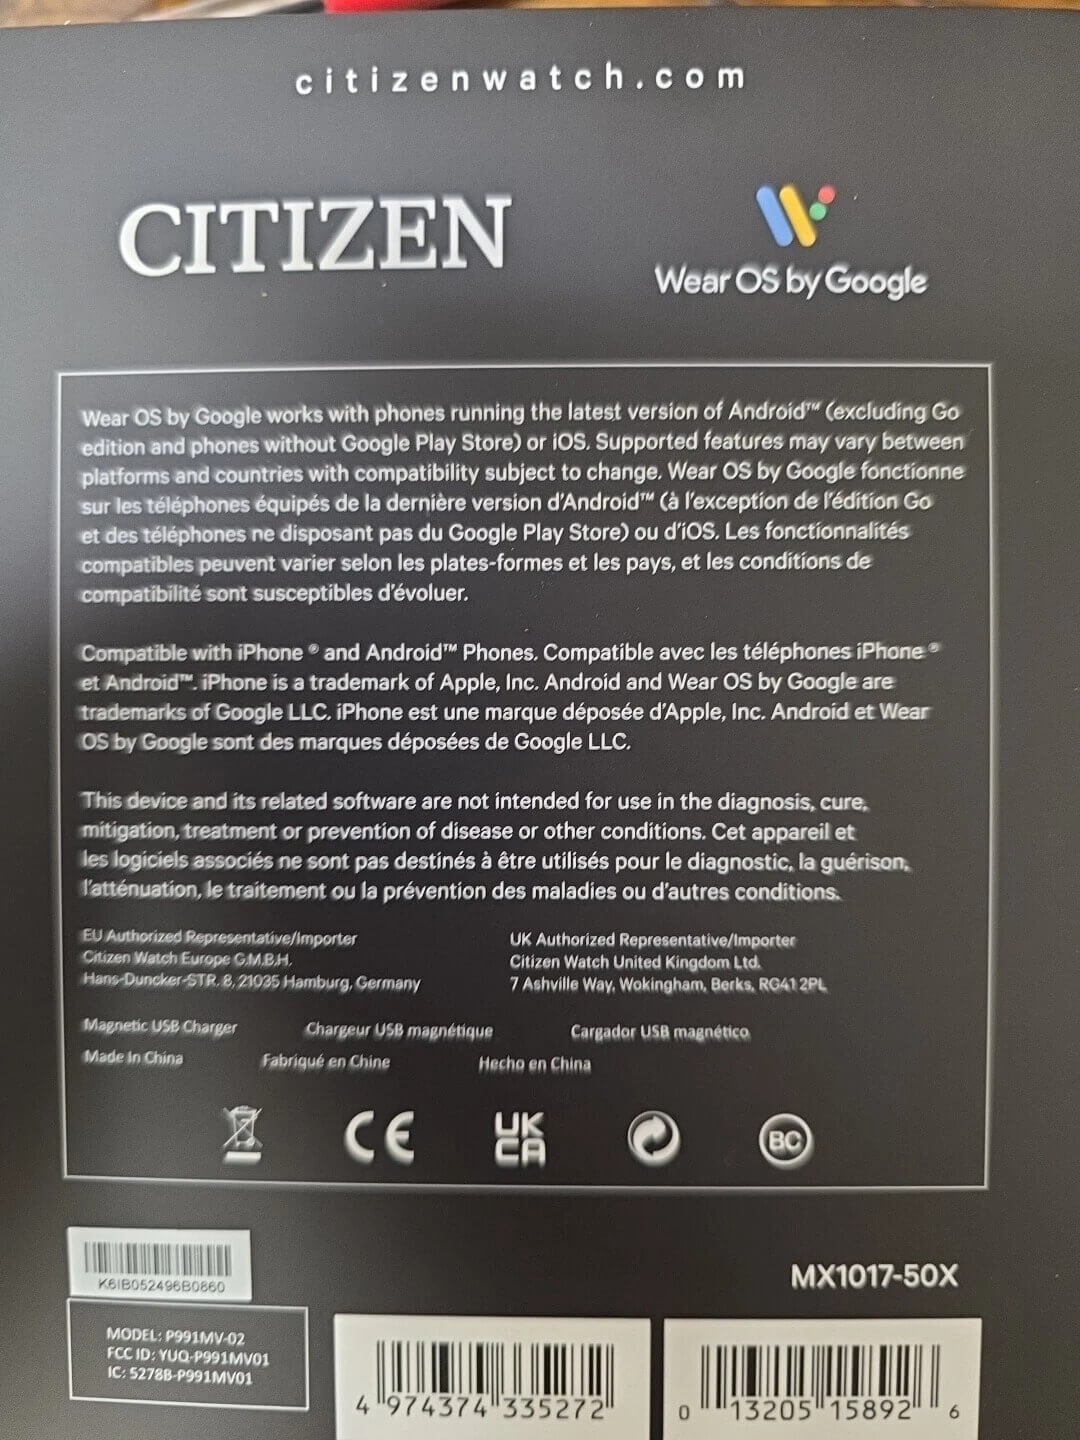 citizenwatch.com
CITIZEN
Wear OS by Google
Wear OS by Google works with phones running the latest version of Android™ (excluding Go
edition and phones without Google Play Store) or iOS. Supported features may vary between
platforms and countries with compatibility subject to change. Wear OS by Google fonctionne
sur les téléphones équipés de la dernière version d'Android™ (à l'exception de l'édition Go
et des téléphones ne disposant pas du Google Play Store) ou d'iOS. Les fonctionnalités
compatibles peuvent varier selon les plates-formes et les pays, et les conditions de
compatibilité sont susceptibles d'évoluer.
Compatible with iPhone ® and Android™ Phones. Compatible avec les téléphones iPhone ®
et Android™. iPhone is a trademark of Apple, Inc. Android and Wear OS by Google are
trademarks of Google LLC. iPhone est une marque déposée d'Apple, Inc. Android et Wear
OS by Google sont des marques déposées de Google LLC.
This device and its related software are not intended for use in the diagnosis, cure,
mitigation, treatment or prevention of disease or other conditions. Cet appareil et
les logiciels associés ne sont pas destinés à être utilisés pour le diagnostic, la guérison,
l'atténuation, le traitement ou la prévention des maladies ou d'autres conditions.
EU Authorized Representative/Importer
Citizen Watch Europe G.M.B.H.
Hans-Duncker-STR. 8, 21035 Hamburg, Germany
UK Authorized Representative/Importer
Citizen Watch United Kingdom Ltd.
7 Ashville Way, Wokingham, Berks, RG41 2PL
Magnetic USB Charger Chargeur USB magnétique Cargador USB magnético
Made In China Fabriqué en Chine Hecho en China
CE UK CA BC
K6IB052496B0860
MX1017-50X
MODEL: P991MV-02
FCC ID: YUQ-P991MV01
IC: 5278B-P991MV01
4 974374 335272
0 13205 15892 6